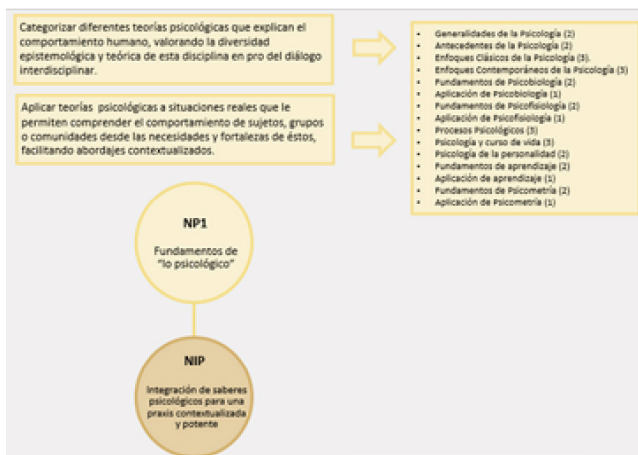 Categorizar diferentes teorías psicológicas que explican el
comportamiento humano, valorando la diversidad
epistemológica y teórica de esta disciplina en pro del diálogo
interdisciplinar.
Aplicar teorías psicológicas a situaciones reales que le
permiten comprender el comportamiento de sujetos, grupos
o comunidades desde las necesidades y fortalezas de éstos,
facilitando abordajes contextualizados.
• Generalidades de la Psicología (2)
• Antecedentes de la Psicología (2)
• Enfoques Clásicos de la Psicología (3).
• Enfoques Contemporáneos de la Psicología (3)
• Fundamentos de Psicobiología (2)
• Aplicación de Psicobiología (1)
• Fundamentos de Psicofisiología (2)
• Aplicación de Psicofisiología (1)
• Procesos Psicológicos (3)
• Psicología y curso de vida (3)
• Psicología de la personalidad (2)
• Fundamentos de aprendizaje (2)
• Aplicación de aprendizaje (1)
• Fundamentos de Psicometría (2)
• Aplicación de Psicometría (1)
NP1
Fundamentos de
"lo psicológico"
NIP
Integración de saberes
psicológicos para una
praxis contextualizada
y potente